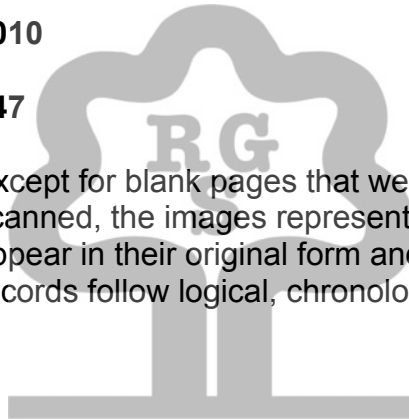 010
47
RG
S
xcept for blank pages that we
canned, the images represent
ppear in their original form and
cords follow logical, chronolo